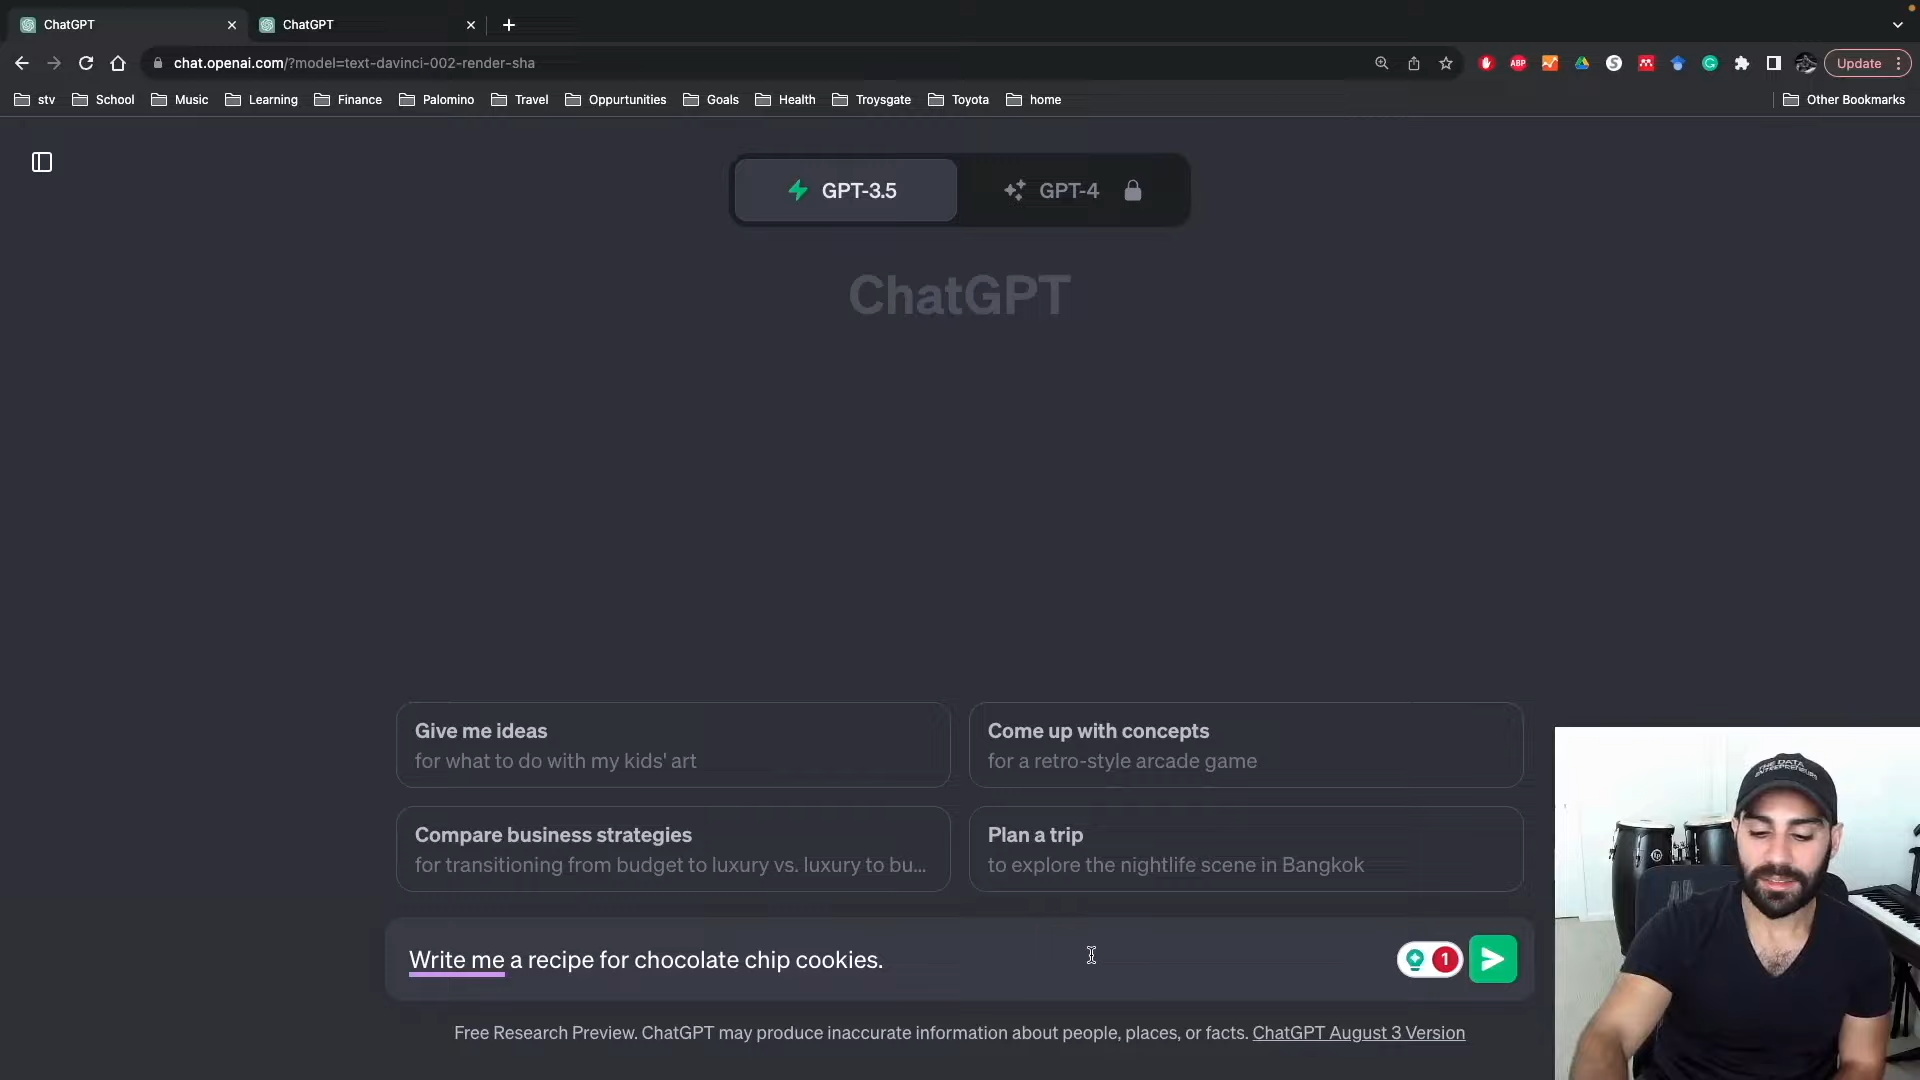 ChatGPT
ChatGPT
chat.openai.com/?model=text-davinci-002-render-sha
ABP
Update
stv School Music Learning Finance Palomino Travel Oppurtunities Goals Health Troysgate Toyota home Other Bookmarks
GPT-3.5 GPT-4
ChatGPT
Give me ideas
for what to do with my kids' art
Come up with concepts
for a retro-style arcade game
Compare business strategies
for transitioning from budget to luxury vs. luxury to bu...
Plan a trip
to explore the nightlife scene in Bangkok
THE DATA
ENTREPRENEURS
Write me a recipe for chocolate chip cookies.
1
Free Research Preview. ChatGPT may produce inaccurate information about people, places, or facts. ChatGPT August 3 Version